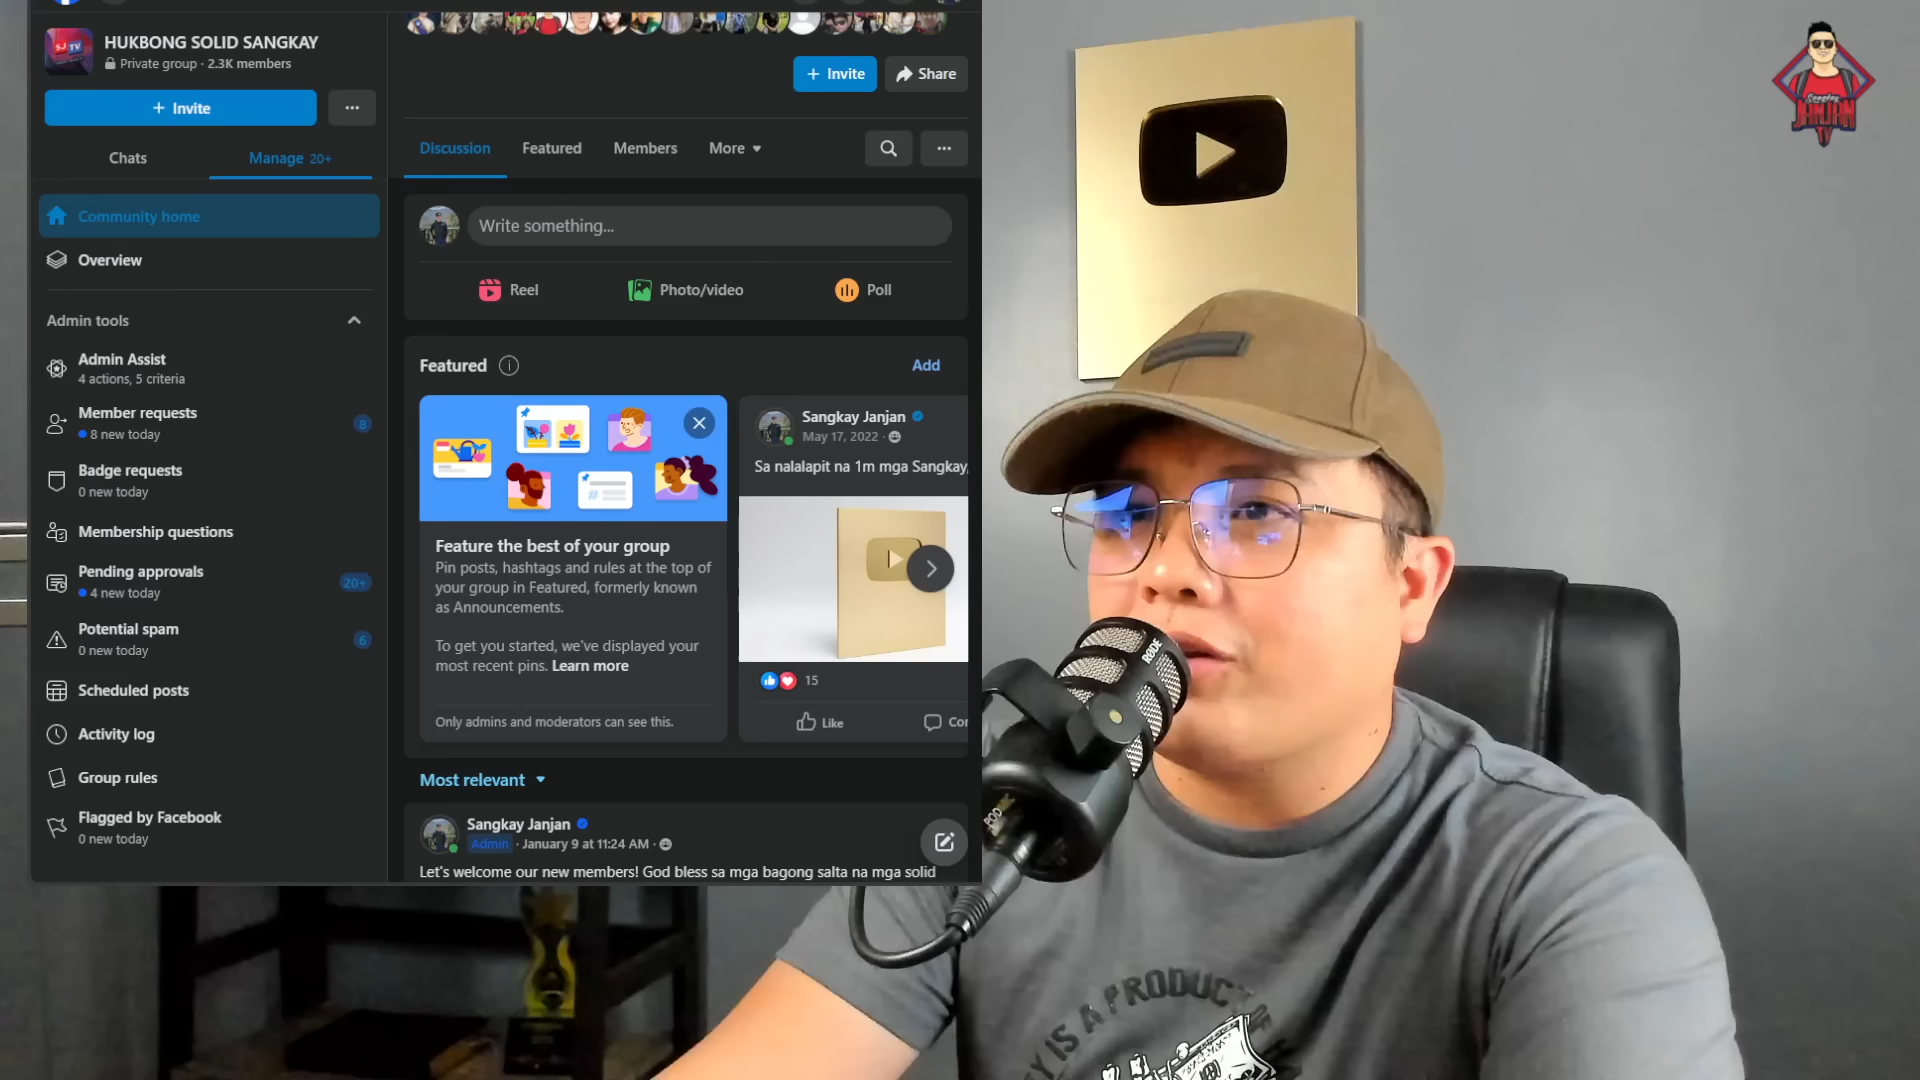 HUKBONG SOLID SANGKAY
Private group · 2.3K members
+ Invite
Chats
Manage 20+
Community home
Overview
Admin tools
Admin Assist
4 actions, 5 criteria
Member requests
8 new today
8
Badge requests
0 new today
Membership questions
Pending approvals
4 new today
20+
Potential spam
0 new today
6
Scheduled posts
Activity log
Group rules
Flagged by Facebook
0 new today
+ Invite
Share
Discussion
Featured
Members
More
Write something...
Reel
Photo/video
Poll
Featured
Add
Feature the best of your group
Pin posts, hashtags and rules at the top of
your group in Featured, formerly known
as Announcements.
To get you started, we've displayed your
most recent pins. Learn more
Only admins and moderators can see this.
Sangkay Janjan
May 17, 2022 ·
Sa nalalapit na 1m mga Sangkay,
15
Like
Most relevant
Sangkay Janjan
Admin · January 9 at 11:24 AM ·
Let's welcome our new members! God bless sa mga bagong salta na mga solid
SJ TV
Sangkay
JANJAN
TV
RØDE
IS A PRODUCT